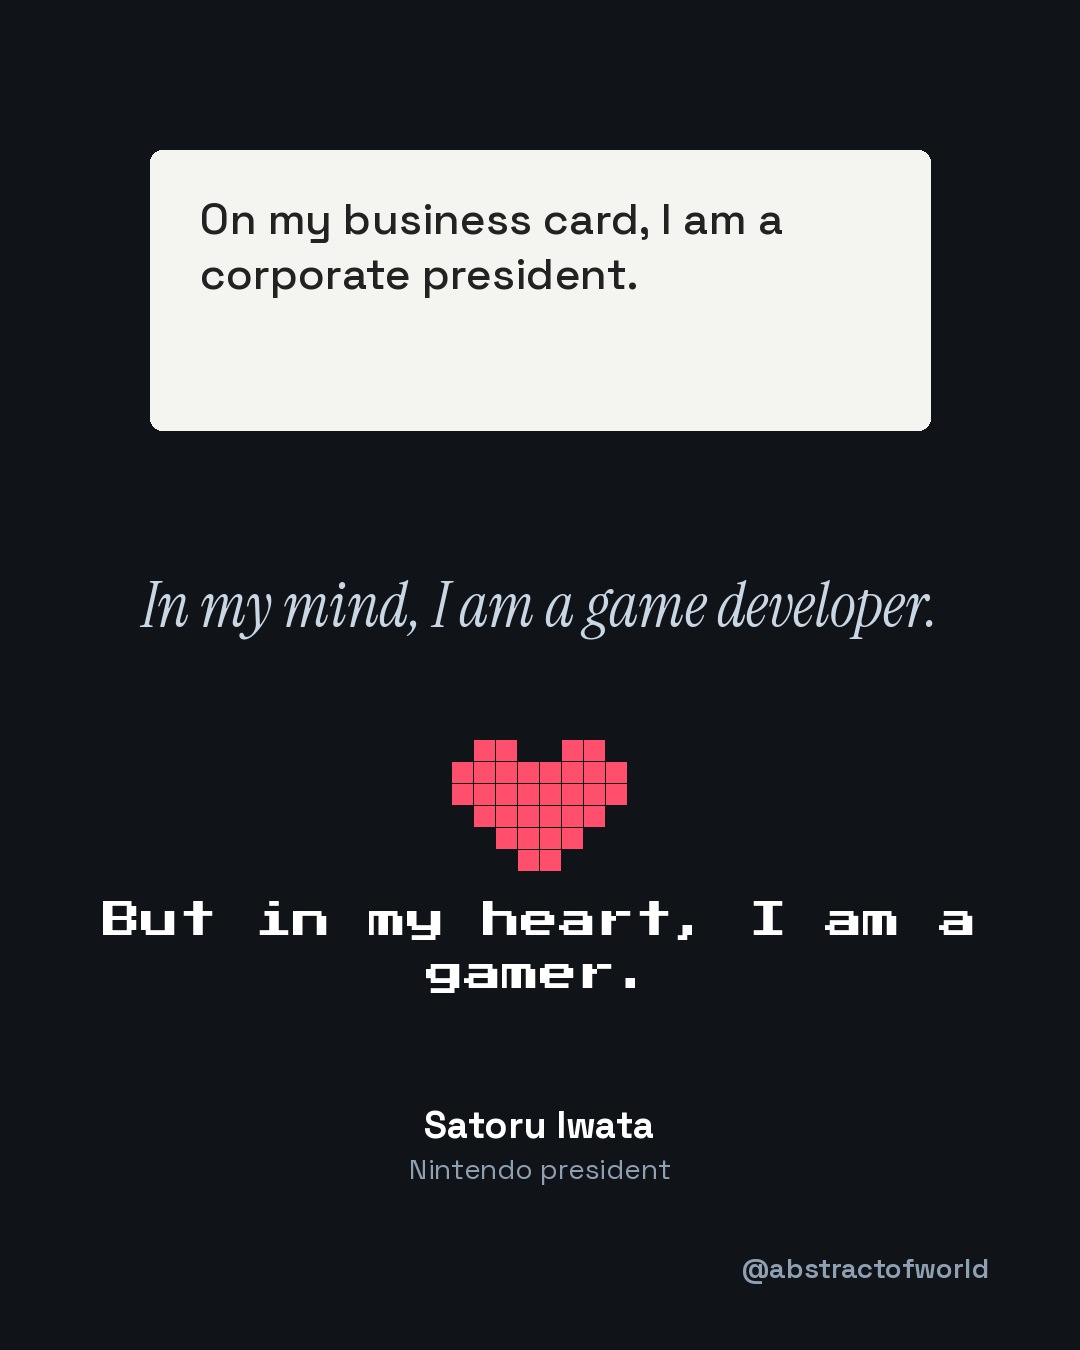 On my business card, I am a
corporate president.
In my mind, I am a game developer.
But in my heart, I am a
gamer.
Satoru Iwata
Nintendo president
@abstractofworld